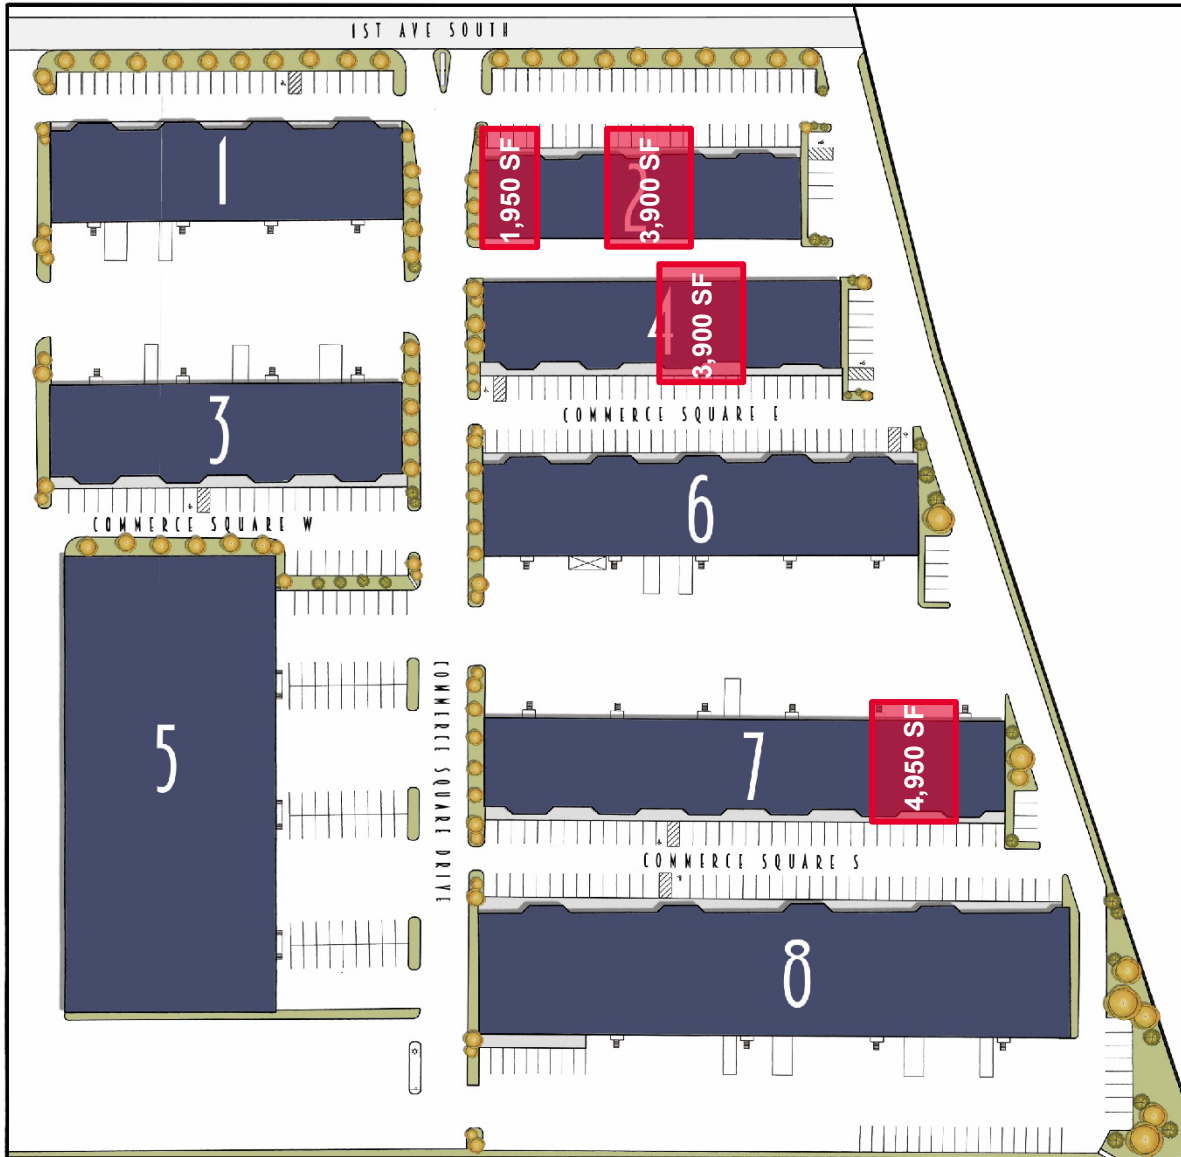 1ST AVE SOUTH
1
1,950 SF
2
3,900 SF
4
3,900 SF
COMMERCE SQUARE E
3
6
COMMERCE SQUARE W
5
COMMERCE SQUARE DRIVE
7
4,950 SF
COMMERCE SQUARE S
8